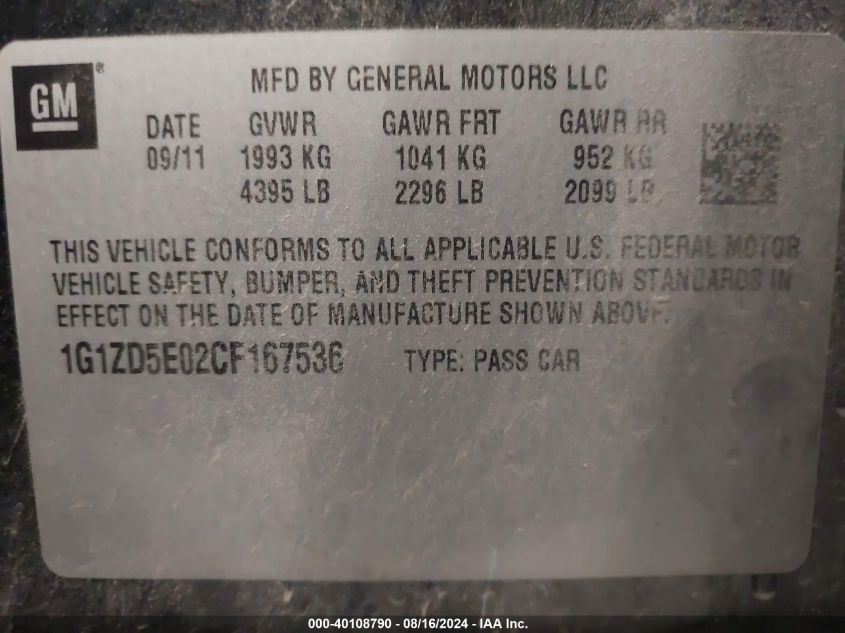 GM®
MFD BY GENERAL MOTORS LLC
DATE GVWR GAWR FRT GAWR RR
09/11 1993 KG 1041 KG 952 KG
4395 LB 2296 LB 2099 LB
THIS VEHICLE CONFORMS TO ALL APPLICABLE U.S. FEDERAL MOTOR
VEHICLE SAFETY, BUMPER, AND THEFT PREVENTION STANDARDS IN
EFFECT ON THE DATE OF MANUFACTURE SHOWN ABOVE.
1G1ZD5E02CF167536 TYPE: PASS CAR
000-40108790 - 08/16/2024 - IAA Inc.